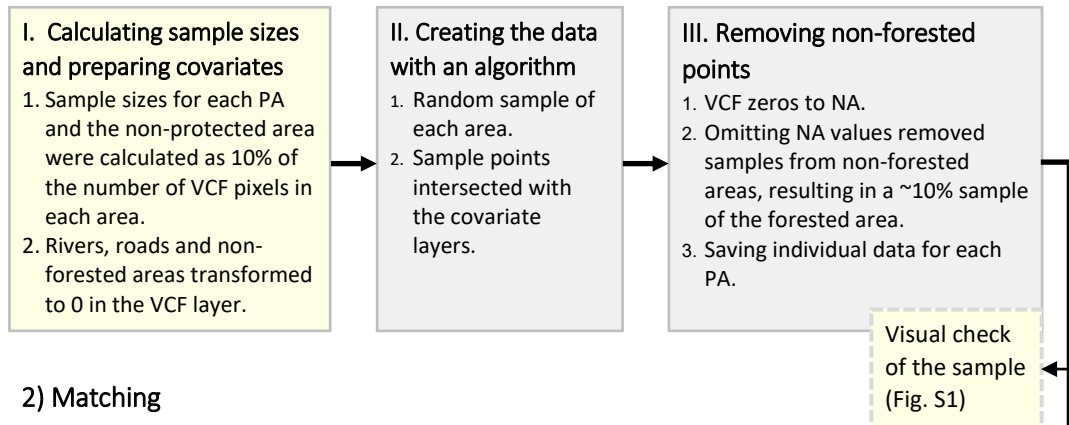 I. Calculating sample sizes
and preparing covariates
1. Sample sizes for each PA
and the non-protected area
were calculated as 10% of
the number of VCF pixels in
each area.
2. Rivers, roads and non-
forested areas transformed
to 0 in the VCF layer.
II. Creating the data
with an algorithm
1. Random sample of
each area.
2. Sample points
intersected with
the covariate
layers.
III. Removing non-forested
points
1. VCF zeros to NA.
2. Omitting NA values removed
samples from non-forested
areas, resulting in a ~10% sample
of the forested area.
3. Saving individual data for each
PA.
Visual check
of the sample
(Fig. S1)
2) Matching